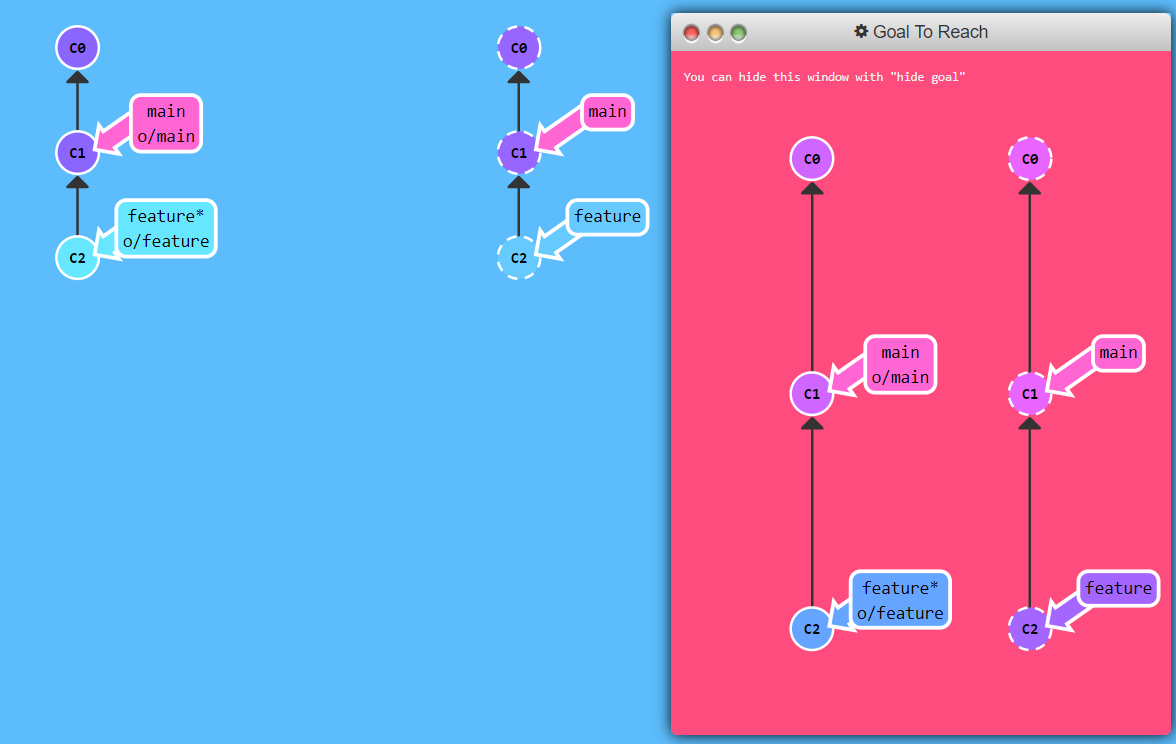 C0
main
o/main
C1
feature*
o/feature
C2
C0
main
C1
feature
C2
Goal To Reach
You can hide this window with "hide goal"
C0
main
o/main
C1
feature*
o/feature
C2
C0
main
C1
feature
C2